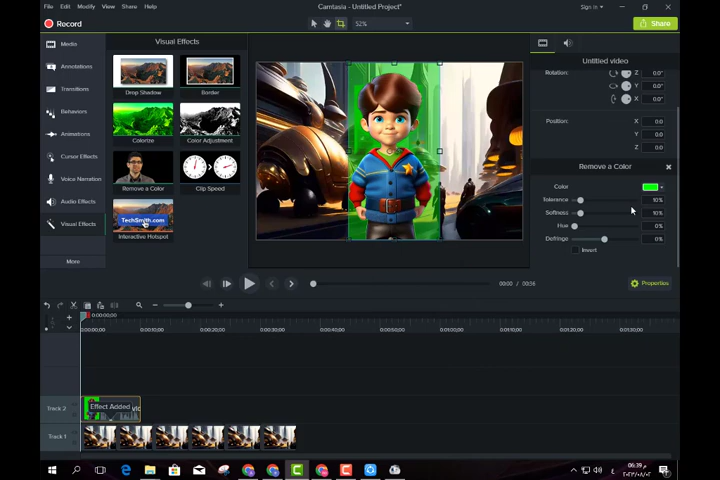 File Edit Modify View Share Help
Camtasia - Untitled Project*
Sign in
Record
52%
Share
Media
Annotations
Transitions
Behaviors
Animations
Cursor Effects
Voice Narration
Audio Effects
Visual Effects
More
Visual Effects
Drop Shadow
Border
Colorize
Color Adjustment
Remove a Color
Clip Speed
TechSmith.com
Interactive Hotspot
Untitled video
Rotation:
Z 0.0°
Y 0.0°
X 0.0°
Position:
X 0.0
Y 0.0
Z 0.0
Remove a Color
Color
Tolerance 10%
Softness 10%
Hue 0%
Defringe 0%
Invert
00:00 / 00:36
Properties
0:00:00;00
0:00:00;00 0:00:10;00 0:00:20;00 0:00:30;00 0:00:40;00 0:00:50;00 0:01:00;00 0:01:10;00 0:01:20;00 0:01:30;00
Track 2
Effect Added
Track 1
06:39 م